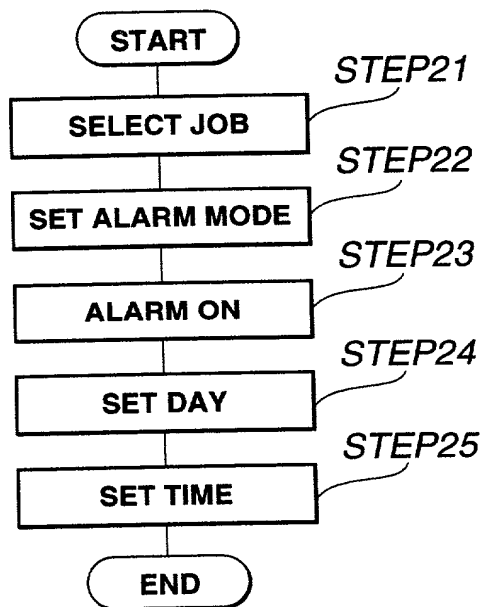 START
STEP21
SELECT JOB
STEP22
SET ALARM MODE
STEP23
ALARM ON
STEP24
SET DAY
STEP25
SET TIME
END